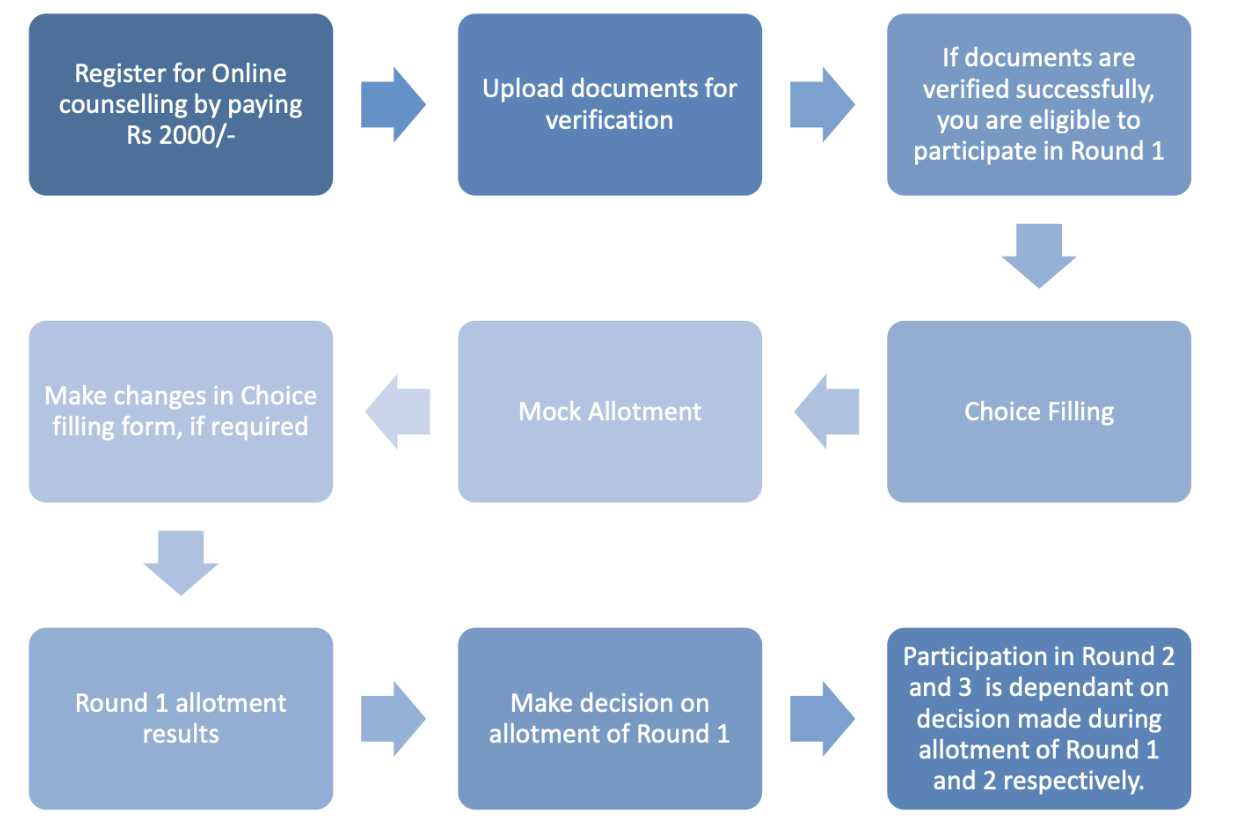 Register for Online
counselling by paying
Rs 2000/-
Upload documents for
verification
If documents are
verified successfully,
you are eligible to
participate in Round 1
Choice Filling
Mock Allotment
Make changes in Choice
filling form, if required
Round 1 allotment
results
Make decision on
allotment of Round 1
Participation in Round 2
and 3  is dependant on
decision made during
allotment of Round 1
and 2 respectively.